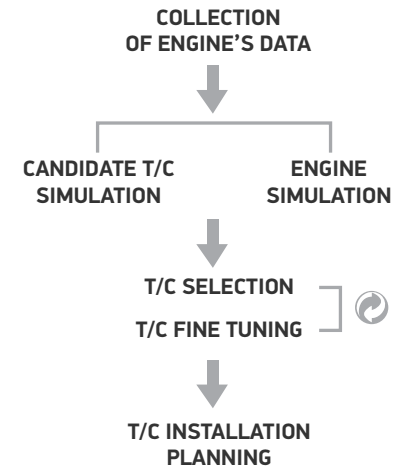 COLLECTION
OF ENGINE'S DATA
CANDIDATE T/C
SIMULATION
ENGINE
SIMULATION
T/C SELECTION
T/C FINE TUNING
T/C INSTALLATION
PLANNING